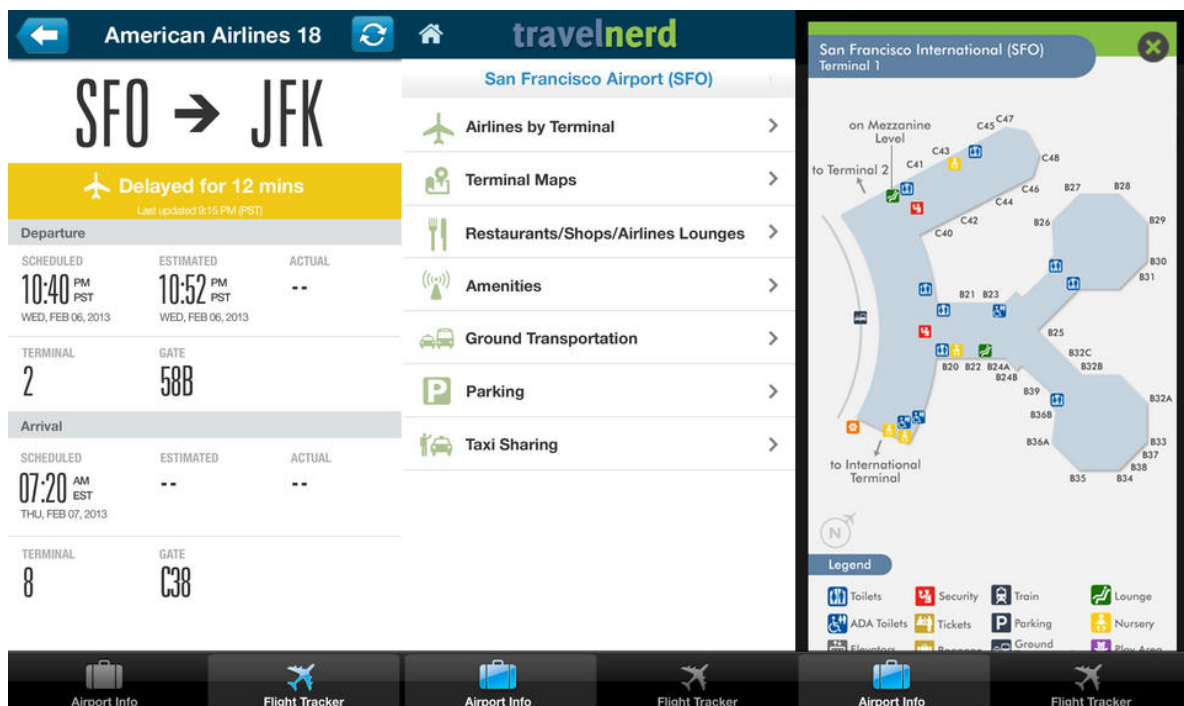 American Airlines 18
SFO → JFK
Delayed for 12 mins
Last updated 9:15 PM (PST)
Departure
SCHEDULED ESTIMATED ACTUAL
10:40 PM PST 10:52 PM PST --
WED, FEB 06, 2013 WED, FEB 06, 2013
TERMINAL GATE
2 58B
Arrival
SCHEDULED ESTIMATED ACTUAL
07:20 AM EST -- --
THU, FEB 07, 2013
TERMINAL GATE
8 C38
Airport Info Flight Tracker
travelnerd
San Francisco Airport (SFO)
Airlines by Terminal
Terminal Maps
Restaurants/Shops/Airlines Lounges
Amenities
Ground Transportation
Parking
Taxi Sharing
Airport Info Flight Tracker
San Francisco International (SFO)
Terminal 1
on Mezzanine
Level
to Terminal 2
C47
C45
C43
C41
C48
C46
C44
C42
C40
B27 B28
B26 B29
B30
B31
B21 B23
B25
B20 B22 B24A
B24B
B32C
B32B
B39
B32A
B36B
B36A
B33
B37
B38
B35 B34
to International
Terminal
N
Legend
Toilets Security Train Lounge
ADA Toilets Tickets Parking Nursery
Elevators Baggage Ground Play Area
Airport Info Flight Tracker